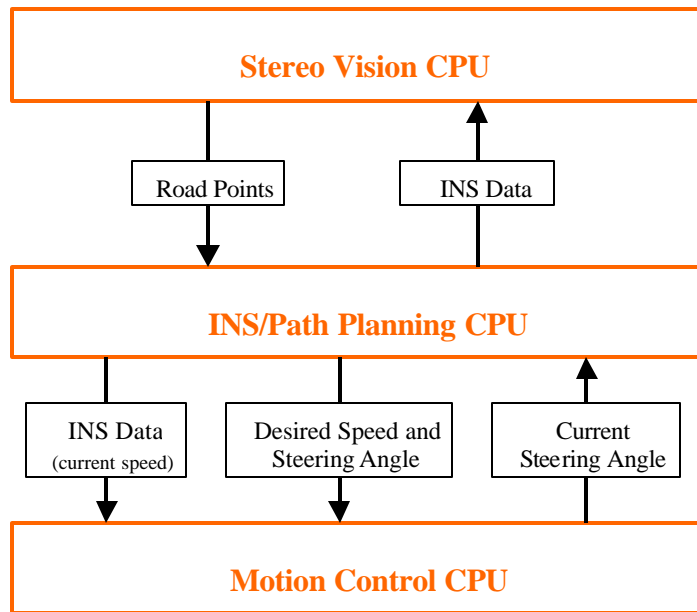 Stereo Vision CPU
Road Points
INS Data
INS/Path Planning CPU
INS Data
(current speed)
Desired Speed and
Steering Angle
Current
Steering Angle
Motion Control CPU